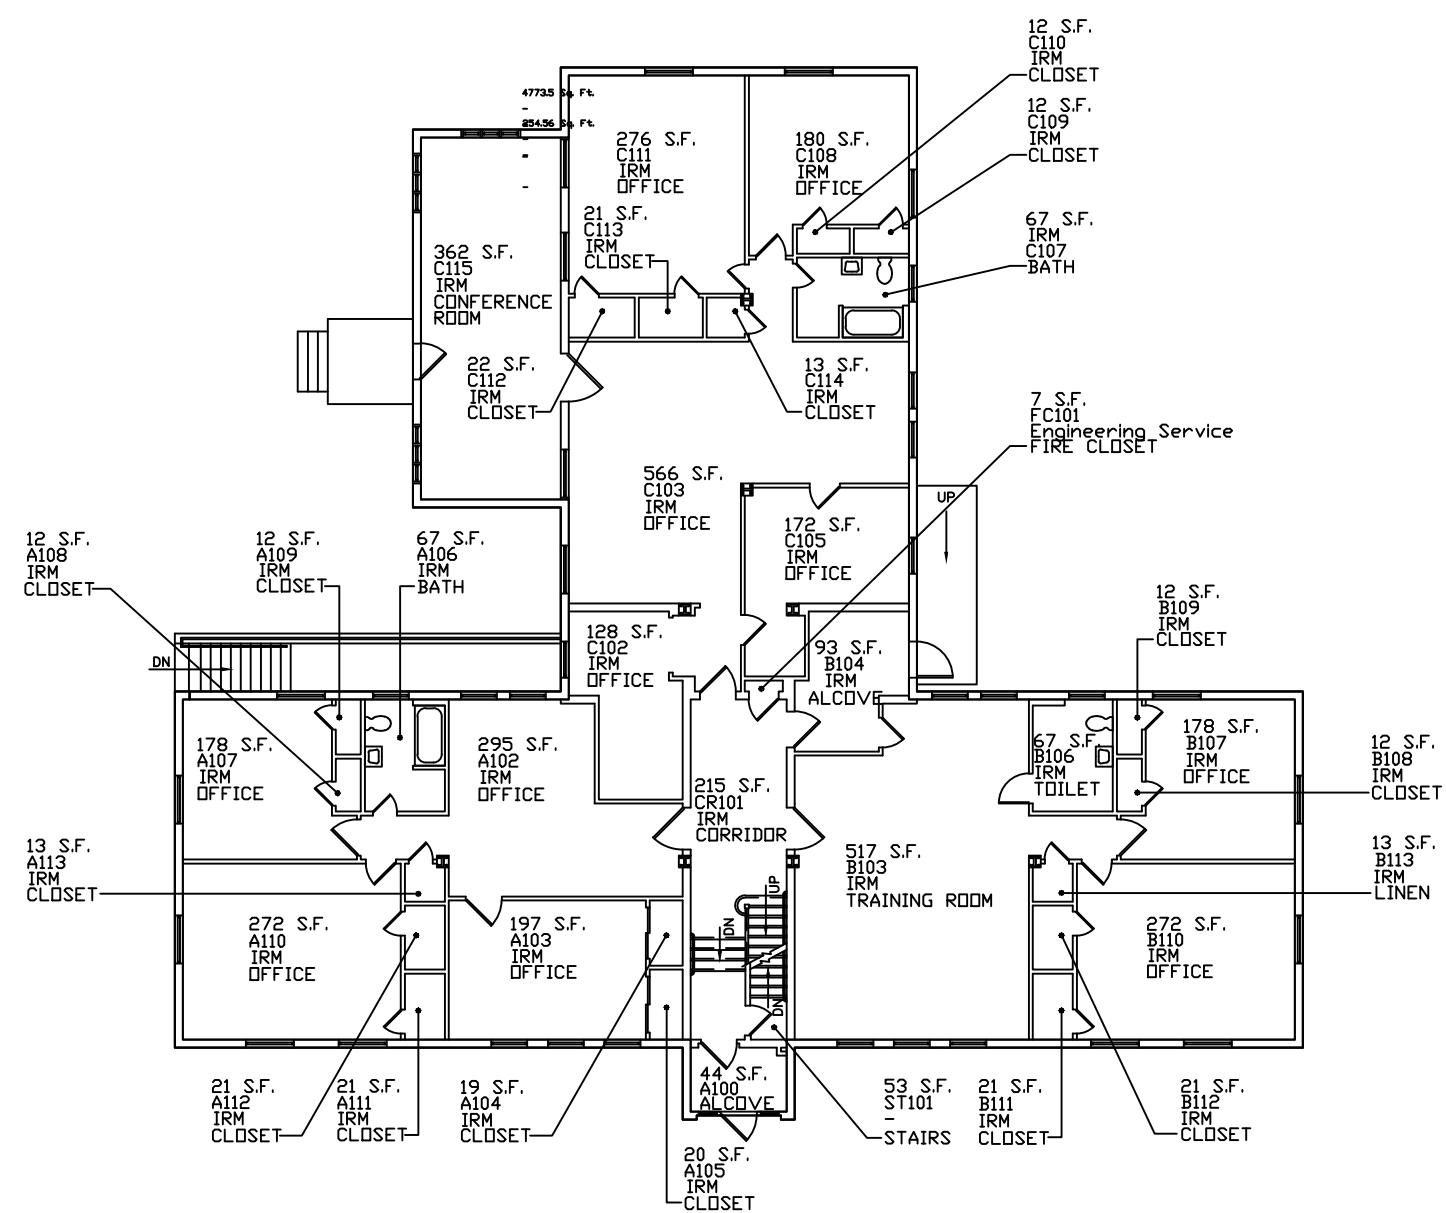 12 S.F.
C110
IRM
CLOSET
12 S.F.
C109
IRM
CLOSET
4773.5 Sq. Ft.
-
254.56 Sq. Ft.
-
-
-
276 S.F.
C111
IRM
OFFICE
180 S.F.
C108
IRM
OFFICE
21 S.F.
C113
IRM
CLOSET
67 S.F.
IRM
C107
BATH
362 S.F.
C115
IRM
CONFERENCE
ROOM
22 S.F.
C112
IRM
CLOSET
13 S.F.
C114
IRM
CLOSET
7 S.F.
FC101
Engineering Service
FIRE CLOSET
566 S.F.
C103
IRM
OFFICE
UP
172 S.F.
C105
IRM
OFFICE
12 S.F.
A108
IRM
CLOSET
12 S.F.
A109
IRM
CLOSET
67 S.F.
A106
IRM
BATH
12 S.F.
B109
IRM
CLOSET
DN
128 S.F.
C102
IRM
OFFICE
93 S.F.
B104
IRM
ALCOVE
178 S.F.
A107
IRM
OFFICE
295 S.F.
A102
IRM
OFFICE
67 S.F.
B106
IRM
TOILET
178 S.F.
B107
IRM
OFFICE
12 S.F.
B108
IRM
CLOSET
215 S.F.
CR101
IRM
CORRIDOR
13 S.F.
A113
IRM
CLOSET
517 S.F.
B103
IRM
TRAINING ROOM
13 S.F.
B113
IRM
LINEN
UP
DN
272 S.F.
A110
IRM
OFFICE
197 S.F.
A103
IRM
OFFICE
272 S.F.
B110
IRM
OFFICE
DN
44 S.F.
A100
ALCOVE
21 S.F.
A112
IRM
CLOSET
21 S.F.
A111
IRM
CLOSET
19 S.F.
A104
IRM
CLOSET
53 S.F.
ST101
-
STAIRS
21 S.F.
B111
IRM
CLOSET
21 S.F.
B112
IRM
CLOSET
20 S.F.
A105
IRM
CLOSET